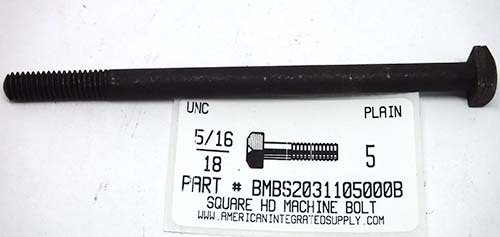 UNC PLAIN
5/16
18 5
PART # BMBS2031105000B
SQUARE HD MACHINE BOLT
WWW.AMERICANINTEGRATEDSUPPLY.COM